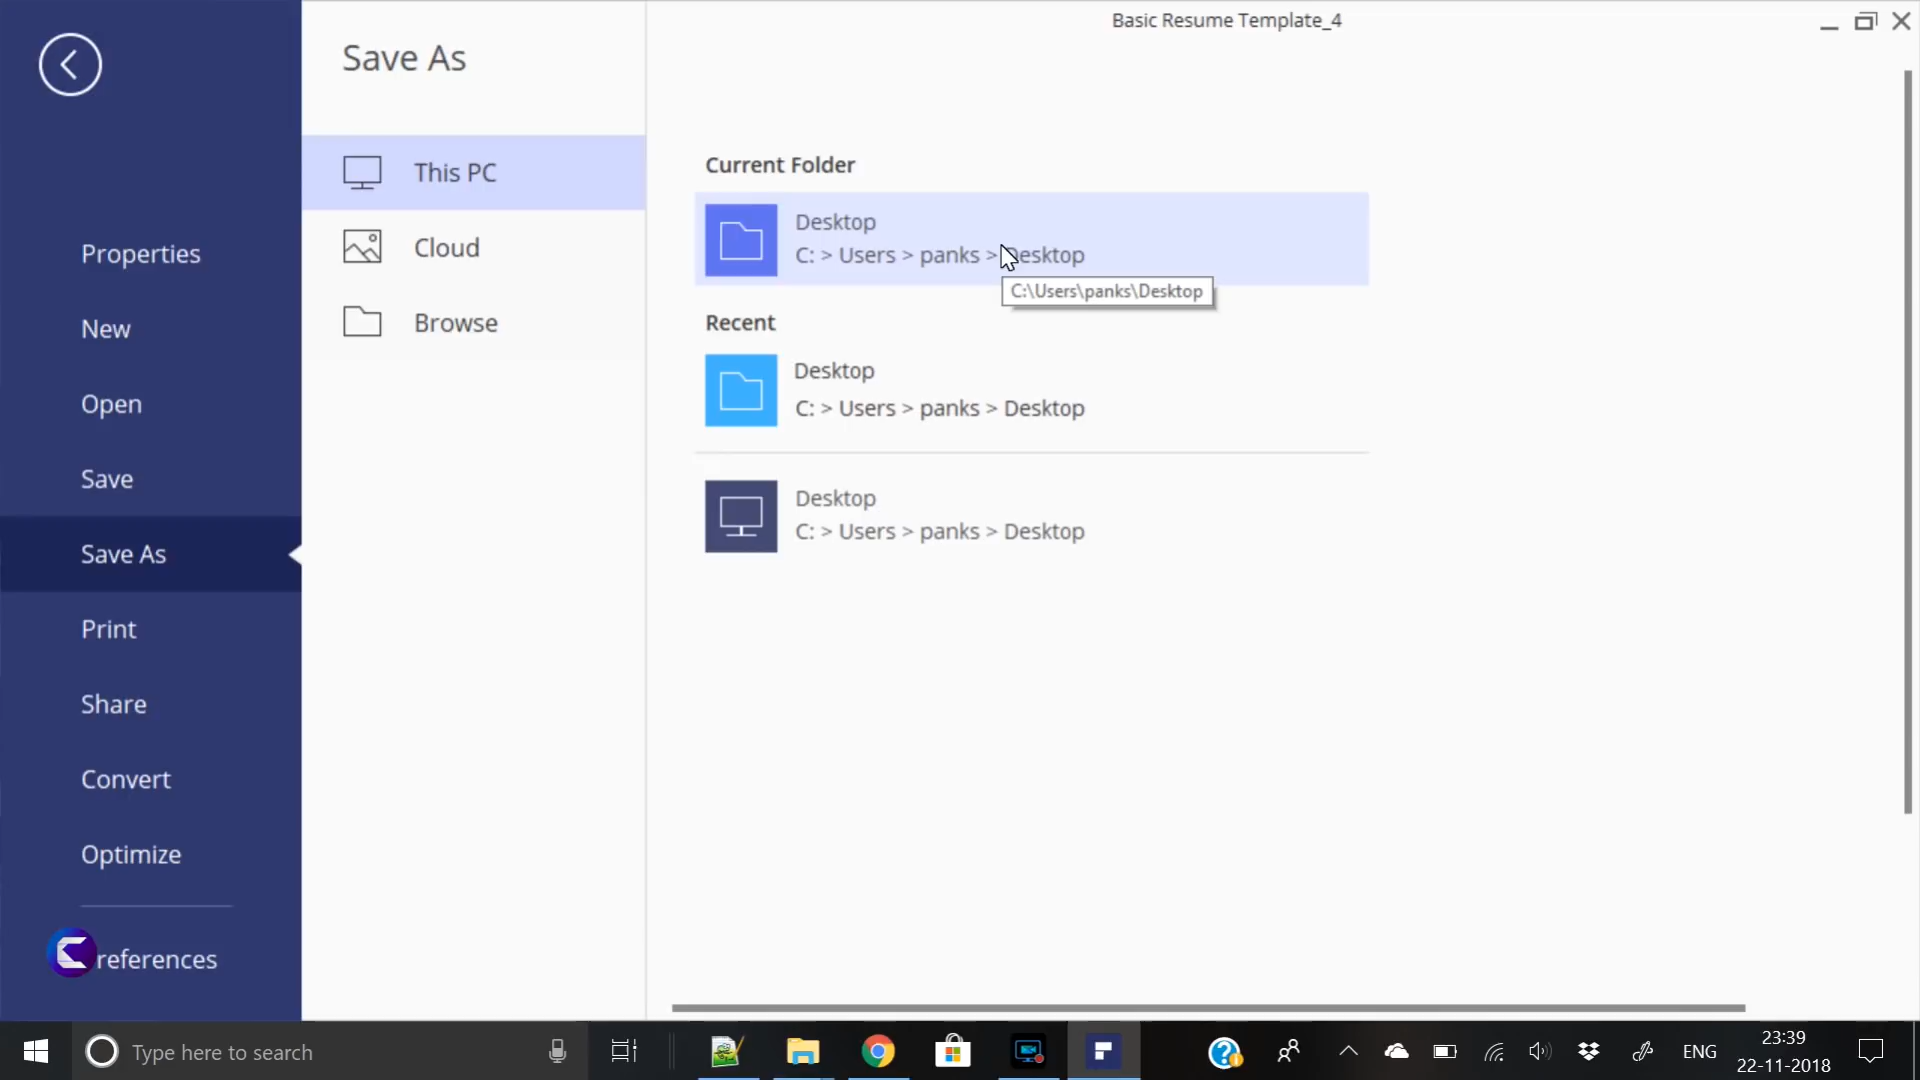 Basic Resume Template_4
Save As
This PC
Cloud
Browse
Properties
New
Open
Save
Save As
Print
Share
Convert
Optimize
references
Current Folder
Desktop
C: > Users > panks > Desktop
C:\Users\panks\Desktop
Recent
Desktop
C: > Users > panks > Desktop
Desktop
C: > Users > panks > Desktop
Type here to search
ENG
23:39
22-11-2018